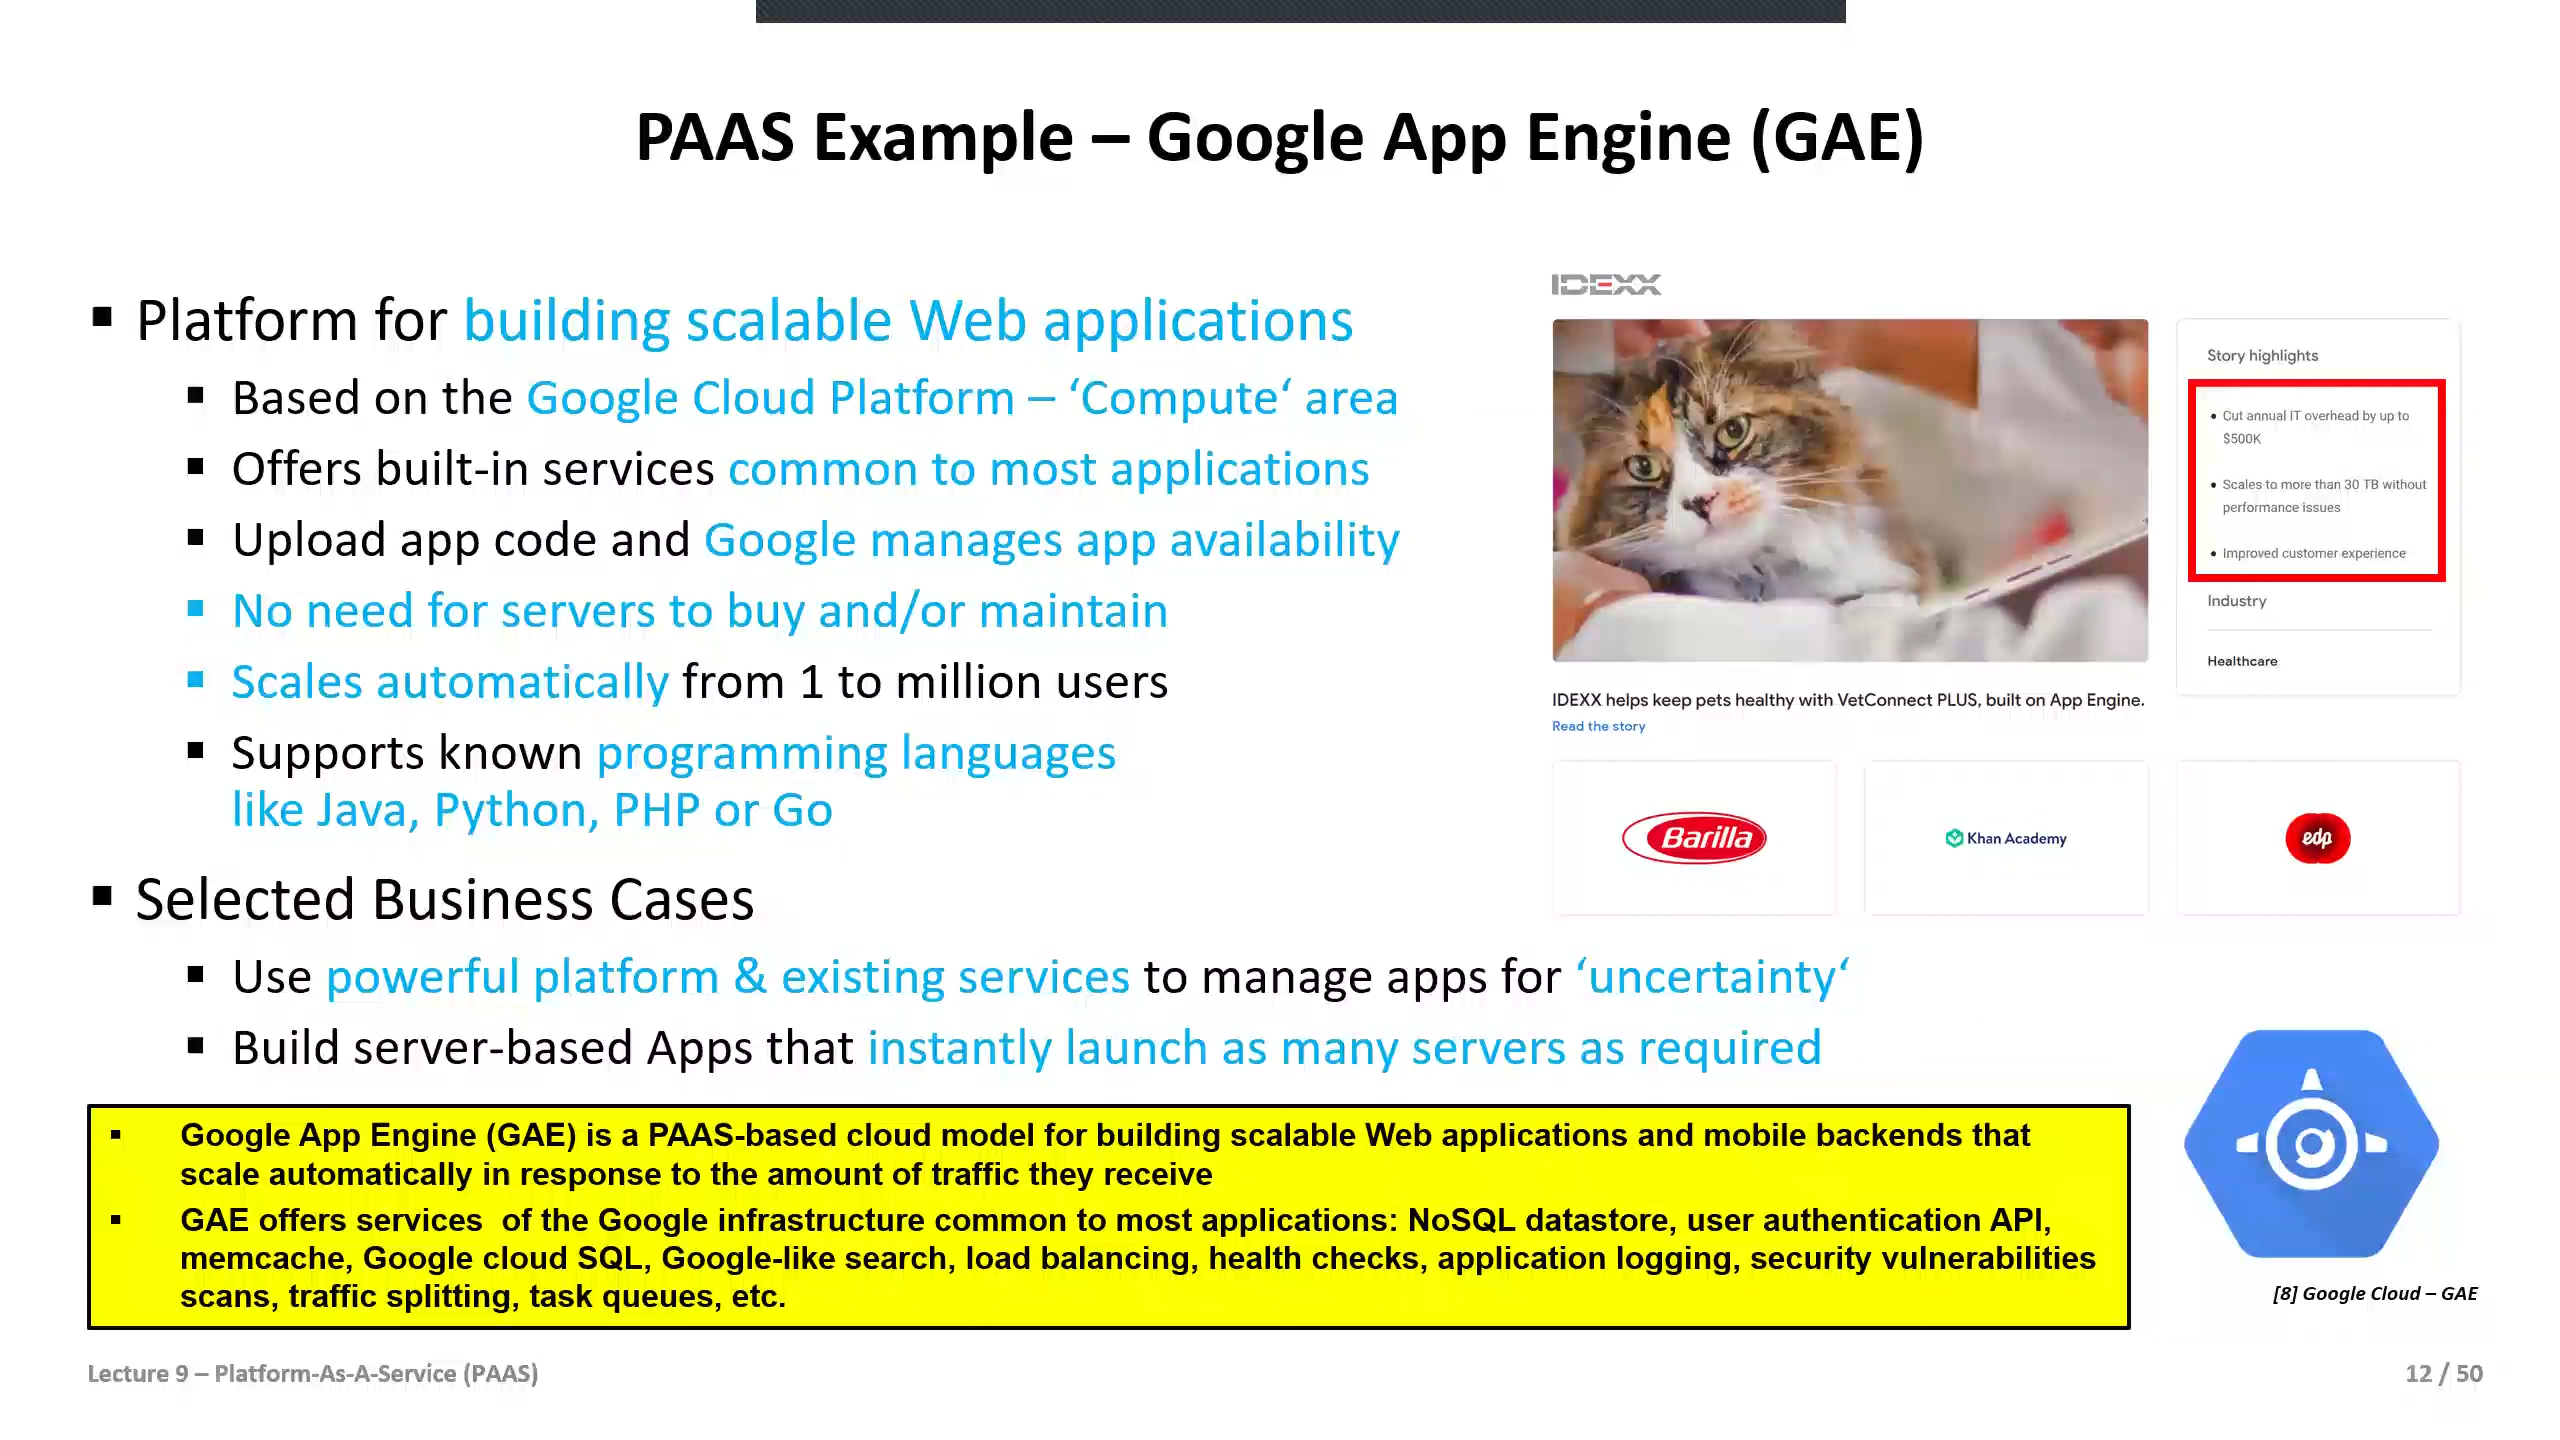 PAAS Example – Google App Engine (GAE)
▪ Platform for building scalable Web applications
▪ Based on the Google Cloud Platform – ‘Compute‘ area
▪ Offers built-in services common to most applications
▪ Upload app code and Google manages app availability
▪ No need for servers to buy and/or maintain
▪ Scales automatically from 1 to million users
▪ Supports known programming languages
like Java, Python, PHP or Go
▪ Selected Business Cases
▪ Use powerful platform & existing services to manage apps for ‘uncertainty‘
▪ Build server-based Apps that instantly launch as many servers as required
IDEXX
Story highlights
• Cut annual IT overhead by up to
$500K
• Scales to more than 30 TB without
performance issues
• Improved customer experience
Industry
Healthcare
IDEXX helps keep pets healthy with VetConnect PLUS, built on App Engine.
Read the story
Barilla
Khan Academy
edp
▪ Google App Engine (GAE) is a PAAS-based cloud model for building scalable Web applications and mobile backends that
scale automatically in response to the amount of traffic they receive
▪ GAE offers services  of the Google infrastructure common to most applications: NoSQL datastore, user authentication API,
memcache, Google cloud SQL, Google-like search, load balancing, health checks, application logging, security vulnerabilities
scans, traffic splitting, task queues, etc.
[8] Google Cloud – GAE
Lecture 9 – Platform-As-A-Service (PAAS)
12 / 50